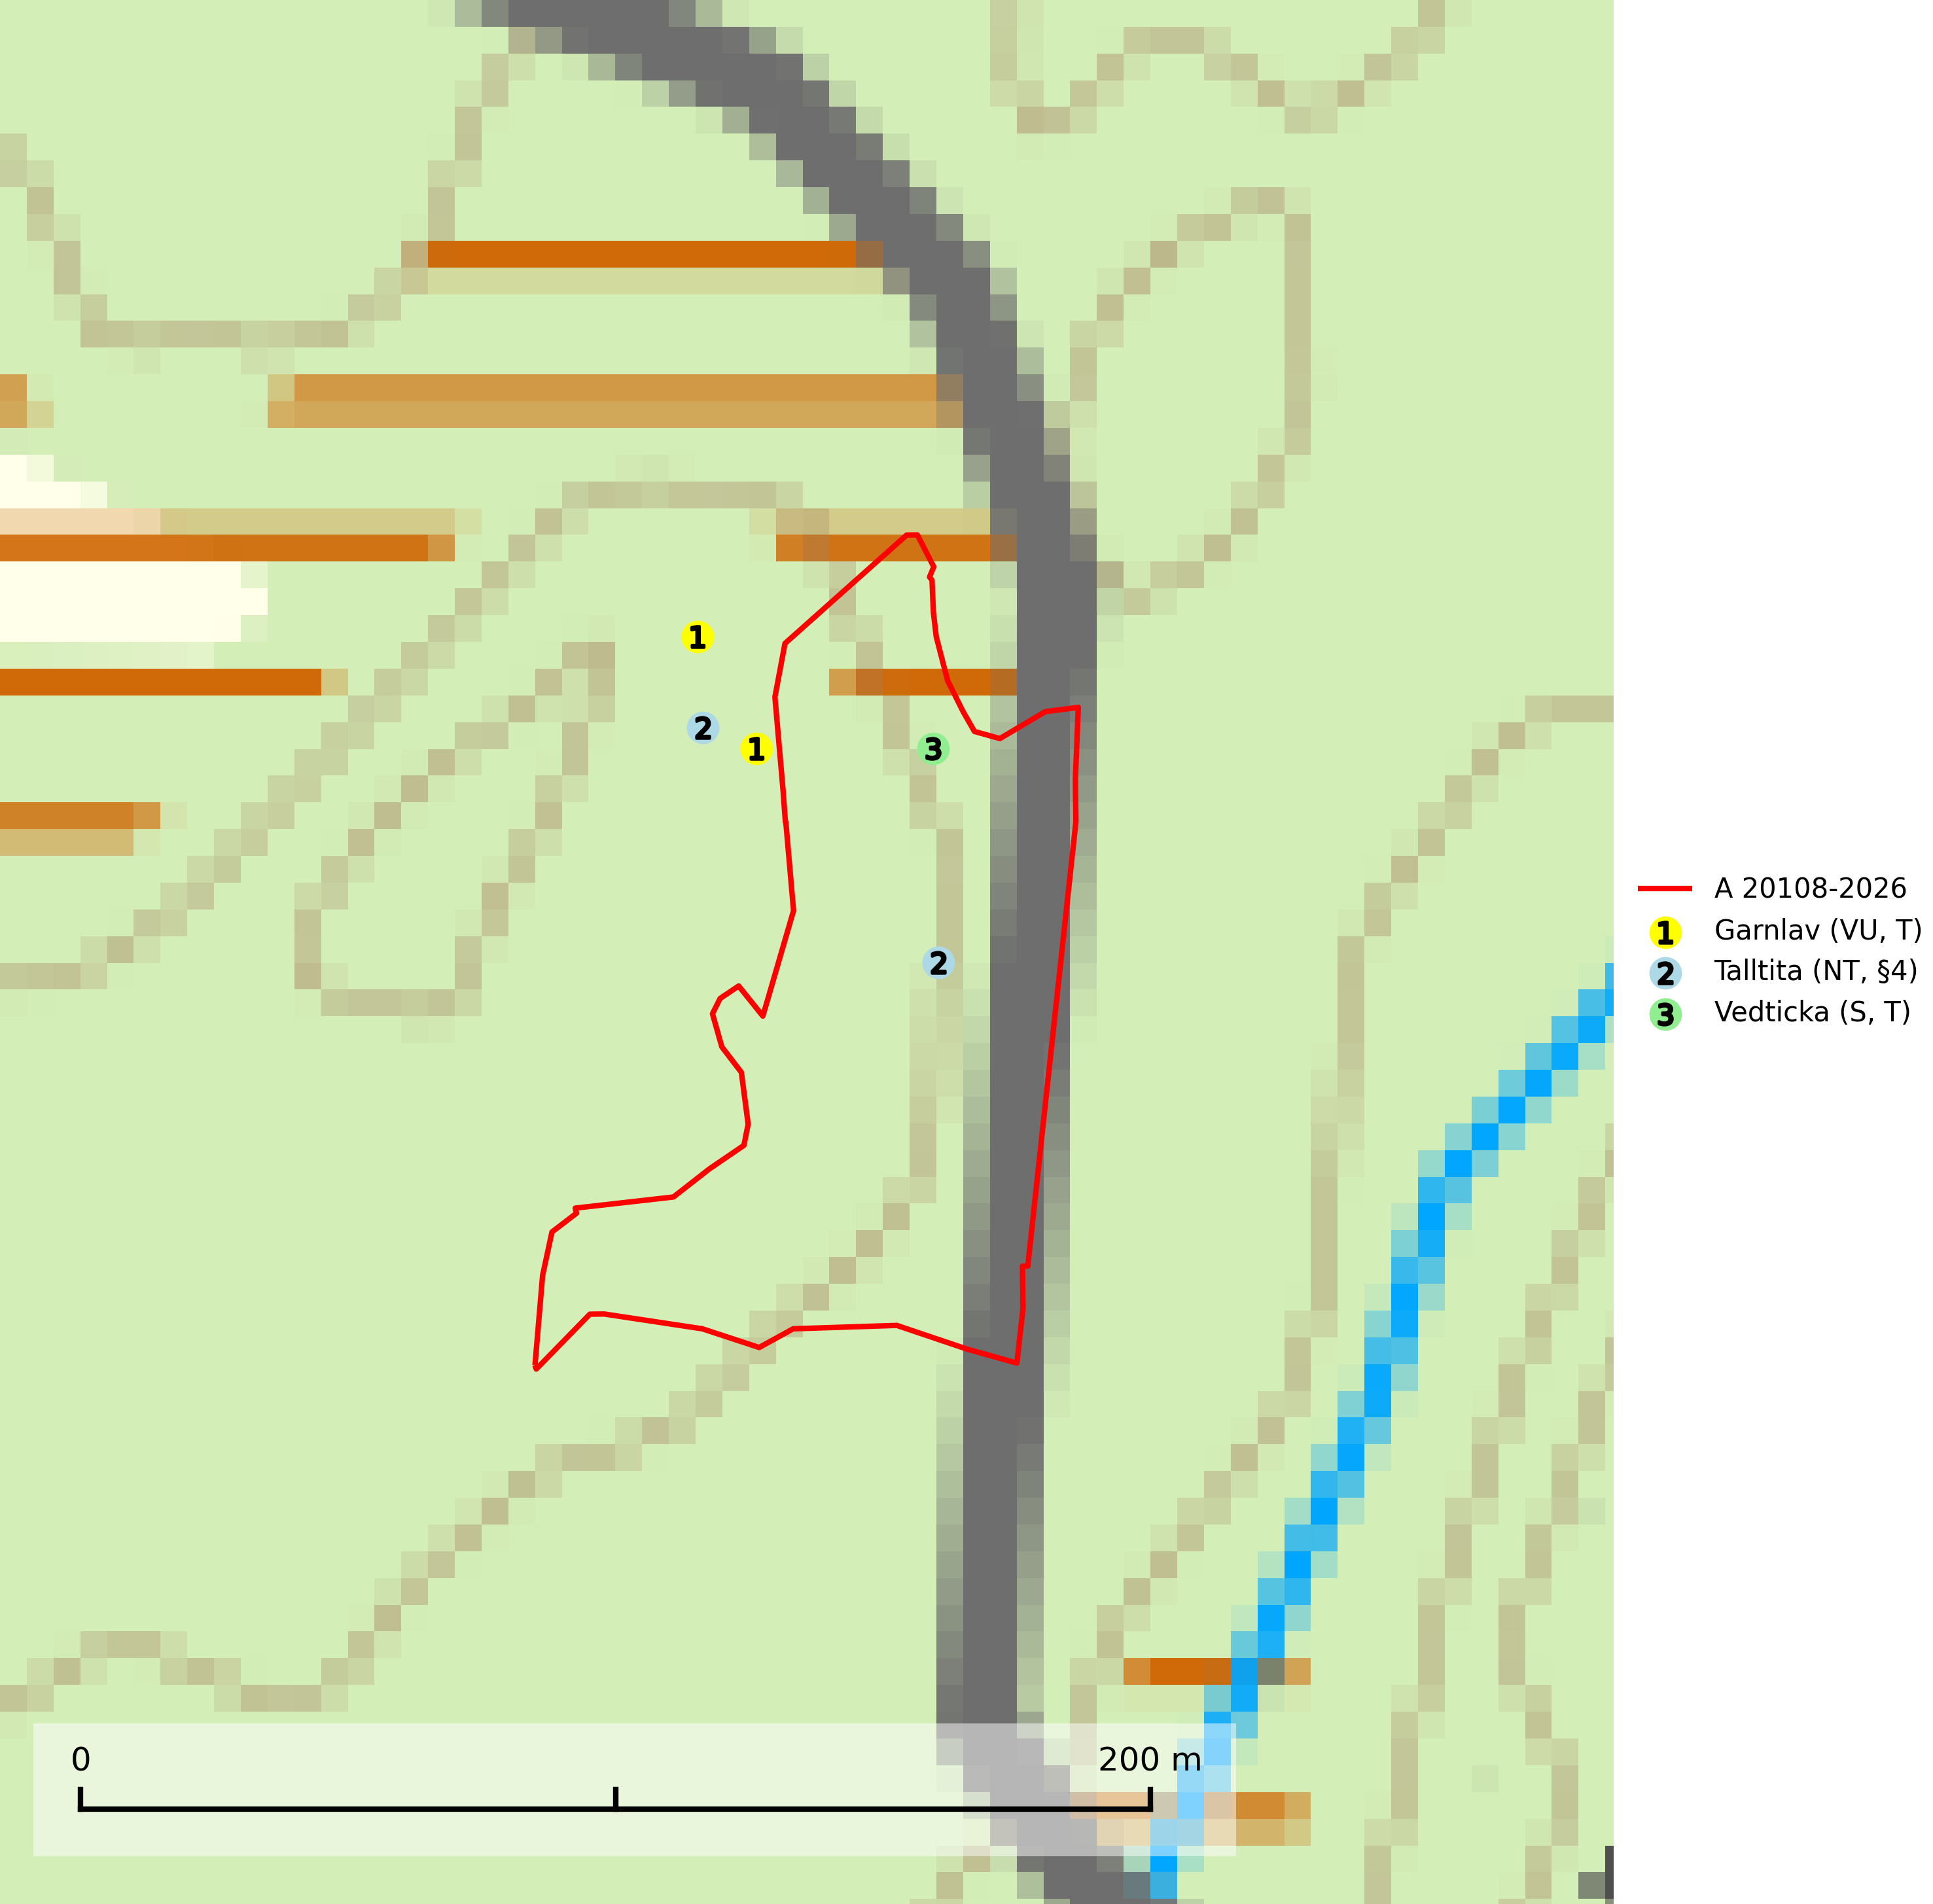 1
2
1
3
2
A 20108-2026
1 Garnlav (VU, T)
2 Talltita (NT, §4)
3 Vedticka (S, T)
0 200 m